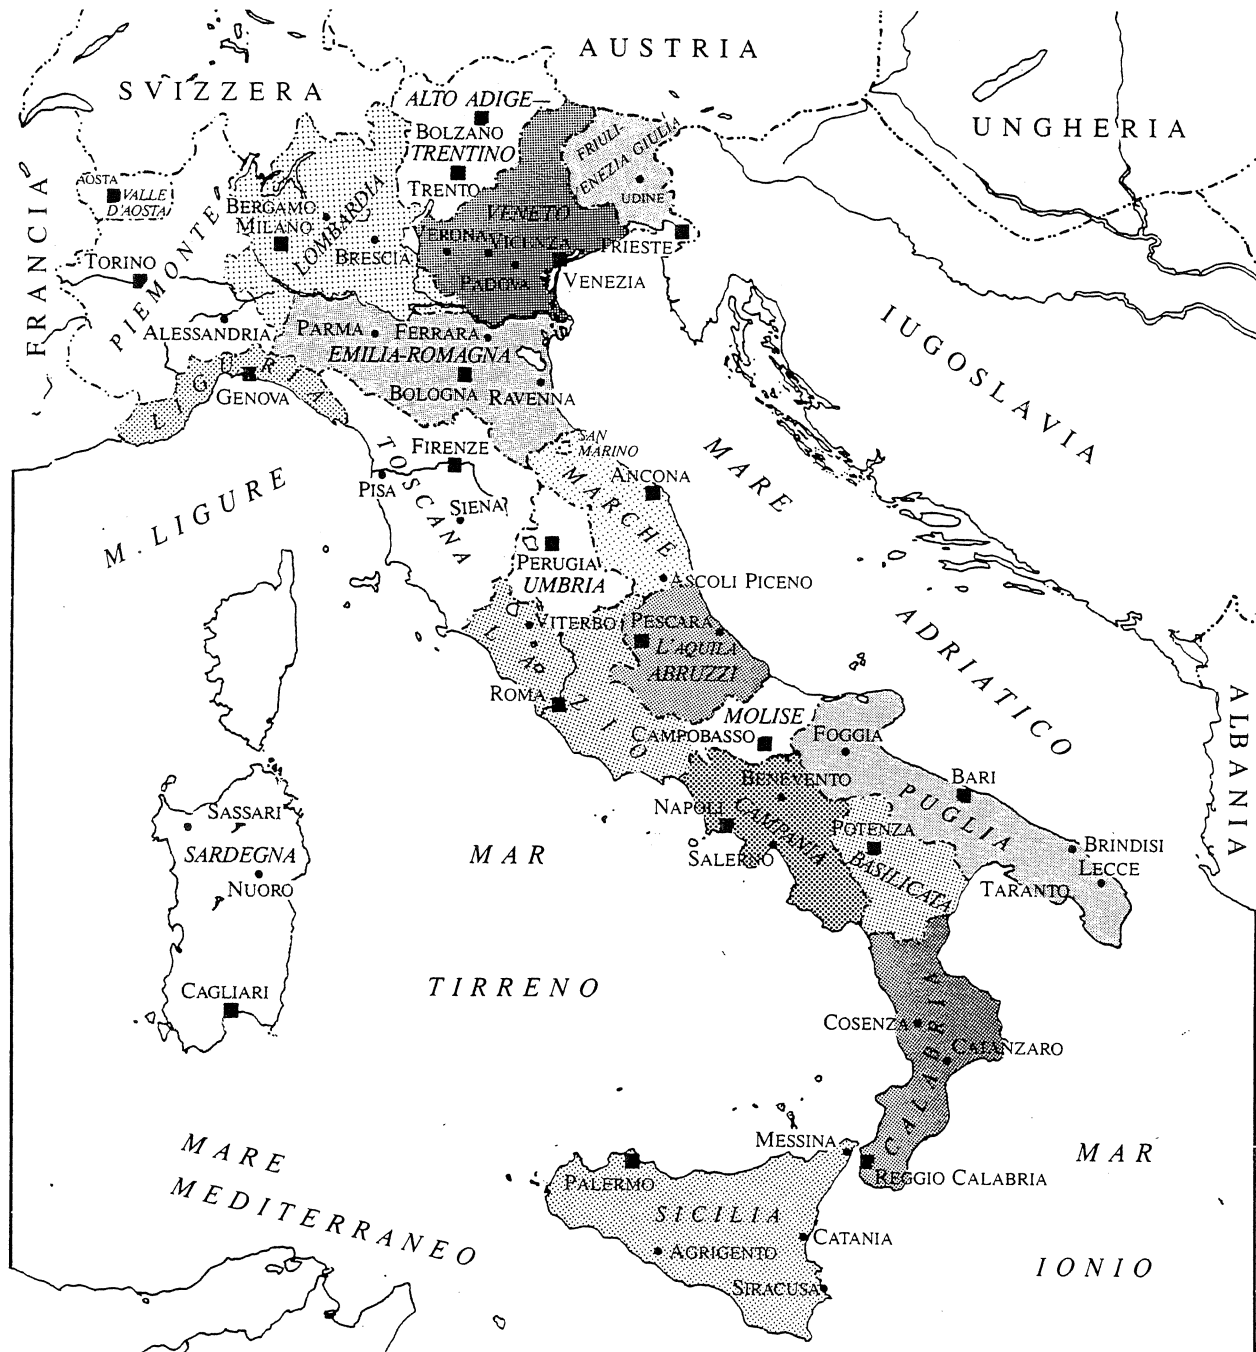 AUSTRIA
SVIZZERA
ALTO ADIGE—
UNGHERIA
BOLZANO
TRENTINO
FRIULI-
VENEZIA GIULIA
FRANCIA
AOSTA
VALLE
D'AOSTA
TRENTO
UDINE
BERGAMO
MILANO
LOMBARDIA
VENETO
PIEMONTE
BRESCIA
VERONA
VICENZA
TRIESTE
TORINO
PADOVA
VENEZIA
ALESSANDRIA
PARMA
FERRARA
EMILIA-ROMAGNA
IUGOSLAVIA
LIGURIA
GENOVA
BOLOGNA
RAVENNA
FIRENZE
SAN
MARINO
TOSCANA
PISA
ANCONA
MARCHE
MARE
ADRIATICO
M. LIGURE
SIENA
PERUGIA
UMBRIA
ASCOLI PICENO
VITERBO
PESCARA
L'AQUILA
ABRUZZI
LAZIO
ROMA
MOLISE
CAMPOBASSO
FOGGIA
ALBANIA
BENEVENTO
BARI
PUGLIA
NAPOLI
CAMPANIA
POTENZA
SASSARI
SARDEGNA
NUORO
SALERNO
BASILICATA
BRINDISI
LECCE
TARANTO
MAR
TIRRENO
CAGLIARI
COSENZA
CATANZARO
CALABRIA
MESSINA
REGGIO CALABRIA
MARE
MEDITERRANEO
PALERMO
SICILIA
CATANIA
AGRIGENTO
SIRACUSA
MAR
IONIO